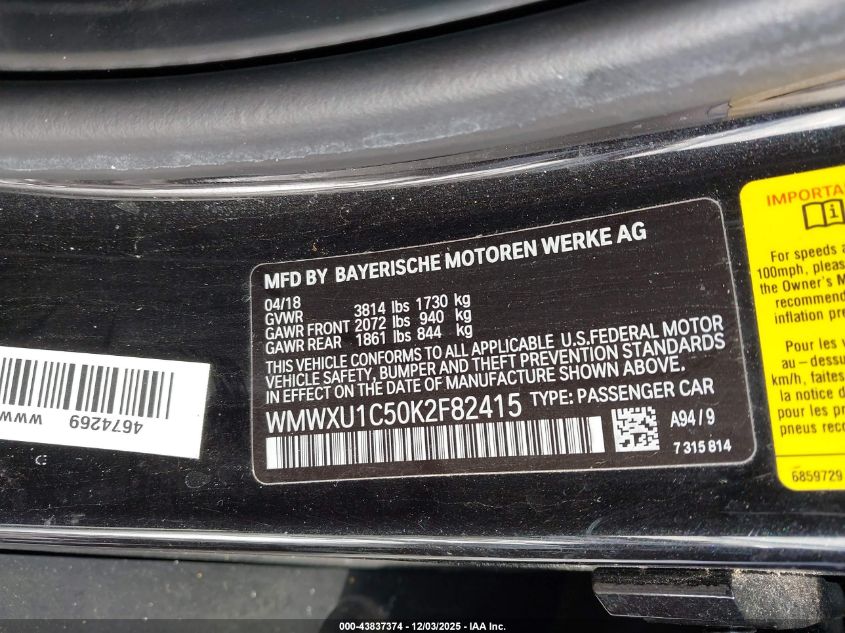 MFD BY BAYERISCHE MOTOREN WERKE AG
04/18
GVWR 3814 lbs 1730 kg
GAWR FRONT 2072 lbs 940 kg
GAWR REAR 1861 lbs 844 kg
THIS VEHICLE CONFORMS TO ALL APPLICABLE U.S.FEDERAL MOTOR
VEHICLE SAFETY, BUMPER AND THEFT PREVENTION STANDARDS
IN EFFECT ON THE DATE OF MANUFACTURE SHOWN ABOVE.
WMWXU1C50K2F82415 TYPE: PASSENGER CAR
A94/9
7 315 814
4674269
WWW
IMPORTA
For speeds a
100mph, pleas
the Owner's M
recommend
inflation pre
Pour les v
au-dessu
km/h, faites
la notice d'
pneus reco
6859729
000-43837374 - 12/03/2025 - IAA Inc.